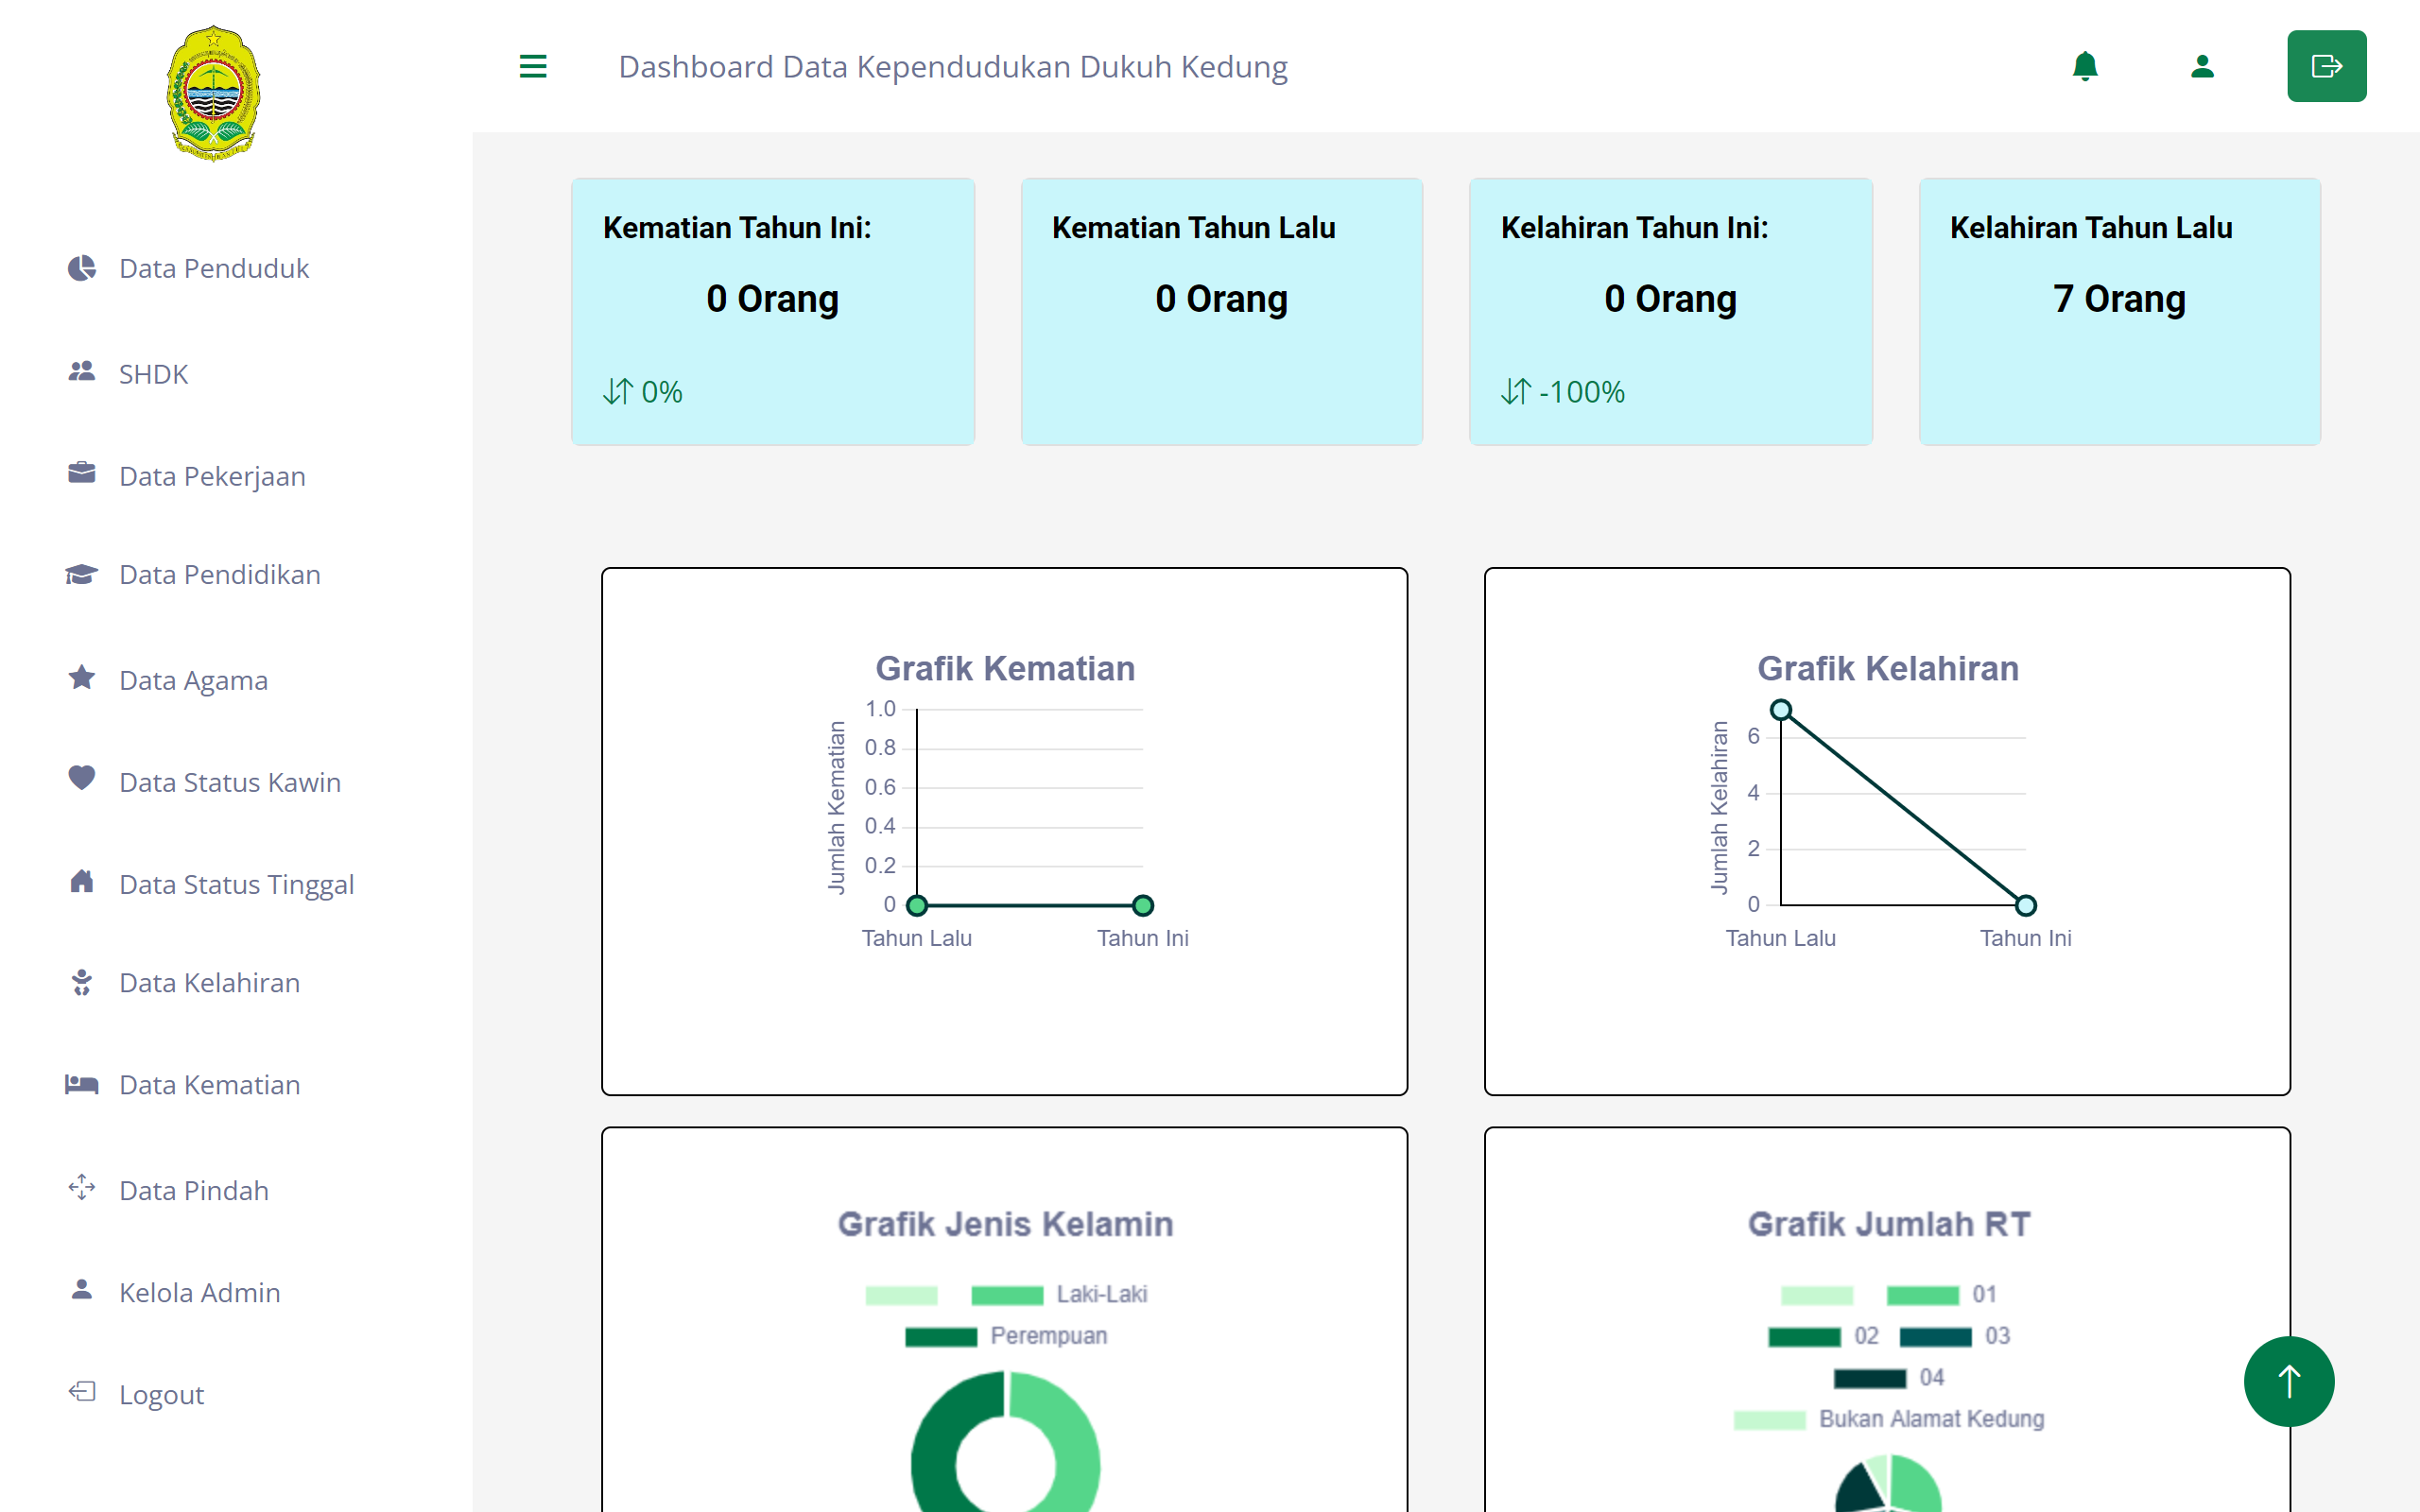 Dashboard Data Kependudukan Dukuh Kedung
Data Penduduk
SHDK
Data Pekerjaan
Data Pendidikan
Data Agama
Data Status Kawin
Data Status Tinggal
Data Kelahiran
Data Kematian
Data Pindah
Kelola Admin
Logout
Kematian Tahun Ini:
0 Orang
0%
Kematian Tahun Lalu
0 Orang
Kelahiran Tahun Ini:
0 Orang
-100%
Kelahiran Tahun Lalu
7 Orang
Grafik Kematian
Jumlah Kematian
1.0
0.8
0.6
0.4
0.2
0
Tahun Lalu Tahun Ini
Grafik Kelahiran
Jumlah Kelahiran
6
4
2
0
Tahun Lalu Tahun Ini
Grafik Jenis Kelamin
Laki-Laki
Perempuan
Grafik Jumlah RT
01
02 03
04
Bukan Alamat Kedung